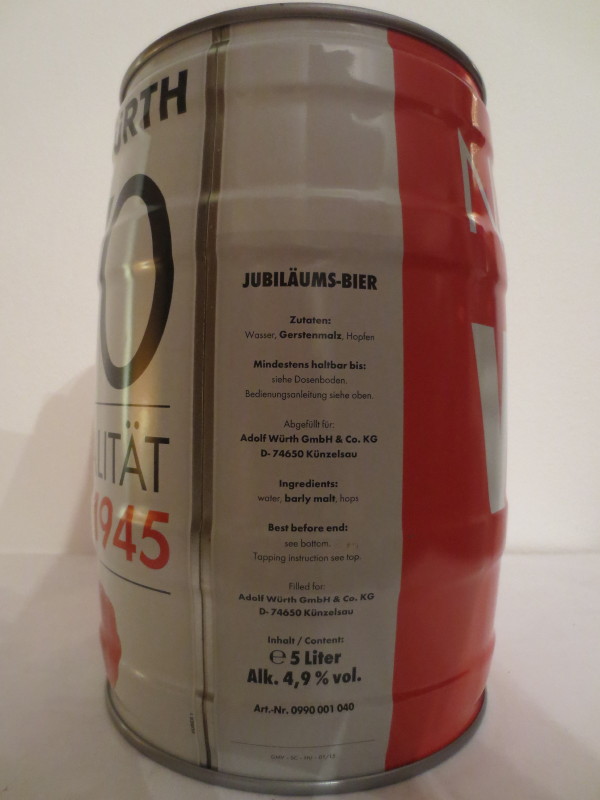 ÜRTH
0
LITÄT
1945
JUBILÄUMS-BIER
Zutaten:
Wasser, Gerstenmalz, Hopfen
Mindestens haltbar bis:
siehe Dosenboden.
Bedienungsanleitung siehe oben.
Abgefüllt für:
Adolf Würth GmbH & Co. KG
D- 74650 Künzelsau
Ingredients:
water, barly malt, hops
Best before end:
see bottom.
Tapping instruction see top.
Filled for:
Adolf Würth GmbH & Co. KG
D- 74650 Künzelsau
Inhalt / Content:
℮ 5 Liter
Alk. 4,9 % vol.
Art.-Nr. 0990 001 040